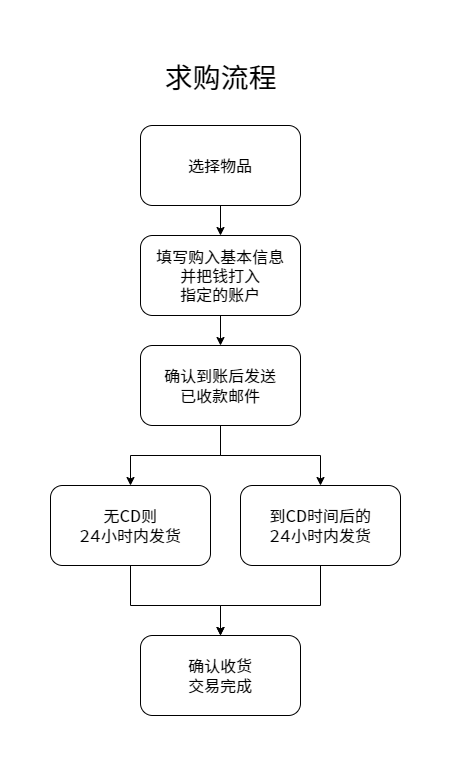 求购流程
选择物品
填写购入基本信息
并把钱打入
指定的账户
确认到账后发送
已收款邮件
无CD则
24小时内发货
到CD时间后的
24小时内发货
确认收货
交易完成